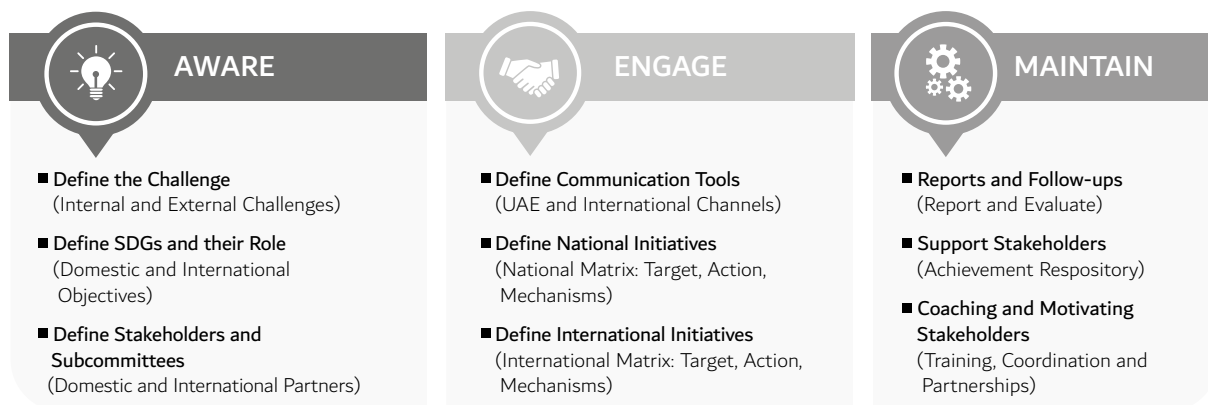 AWARE
■ Define the Challenge
(Internal and External Challenges)
■ Define SDGs and their Role
(Domestic and International
Objectives)
■ Define Stakeholders and
Subcommittees
(Domestic and International Partners)
ENGAGE
■ Define Communication Tools
(UAE and International Channels)
■ Define National Initiatives
(National Matrix: Target, Action,
Mechanisms)
■ Define International Initiatives
(International Matrix: Target, Action,
Mechanisms)
MAINTAIN
■ Reports and Follow-ups
(Report and Evaluate)
■ Support Stakeholders
(Achievement Respository)
■ Coaching and Motivating
Stakeholders
(Training, Coordination and
Partnerships)